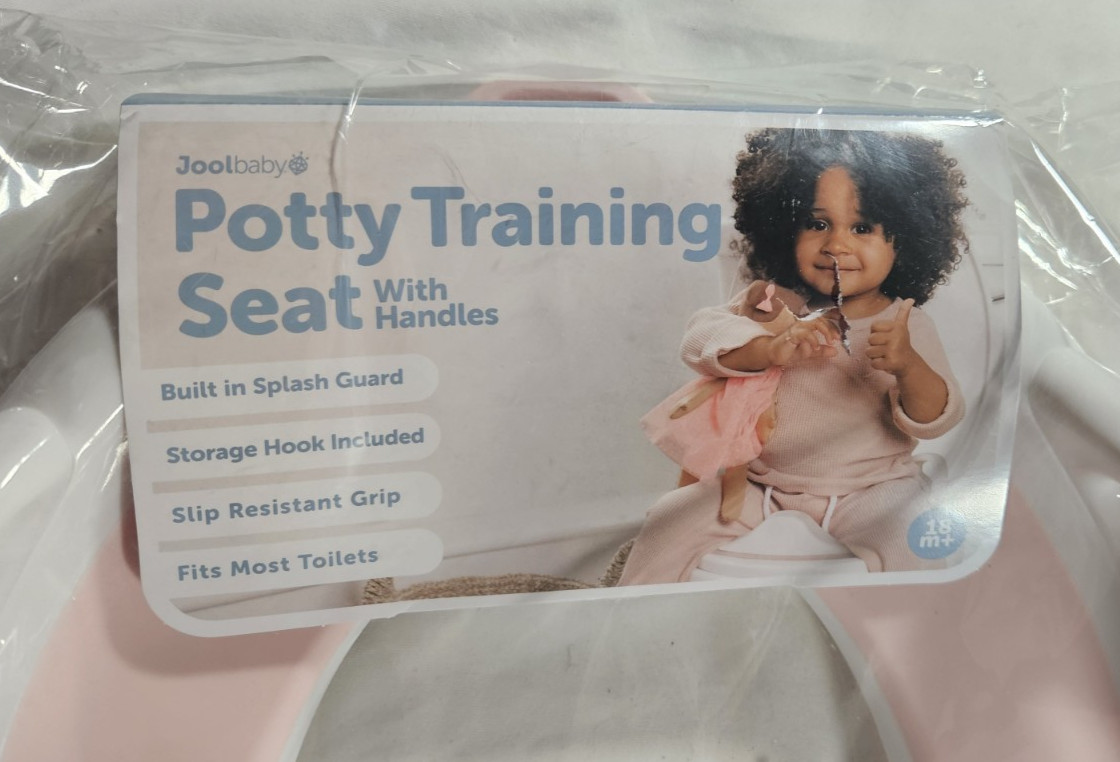 Joolbaby
Potty Training
Seat With
Handles
Built in Splash Guard
Storage Hook Included
Slip Resistant Grip
Fits Most Toilets
18
m+